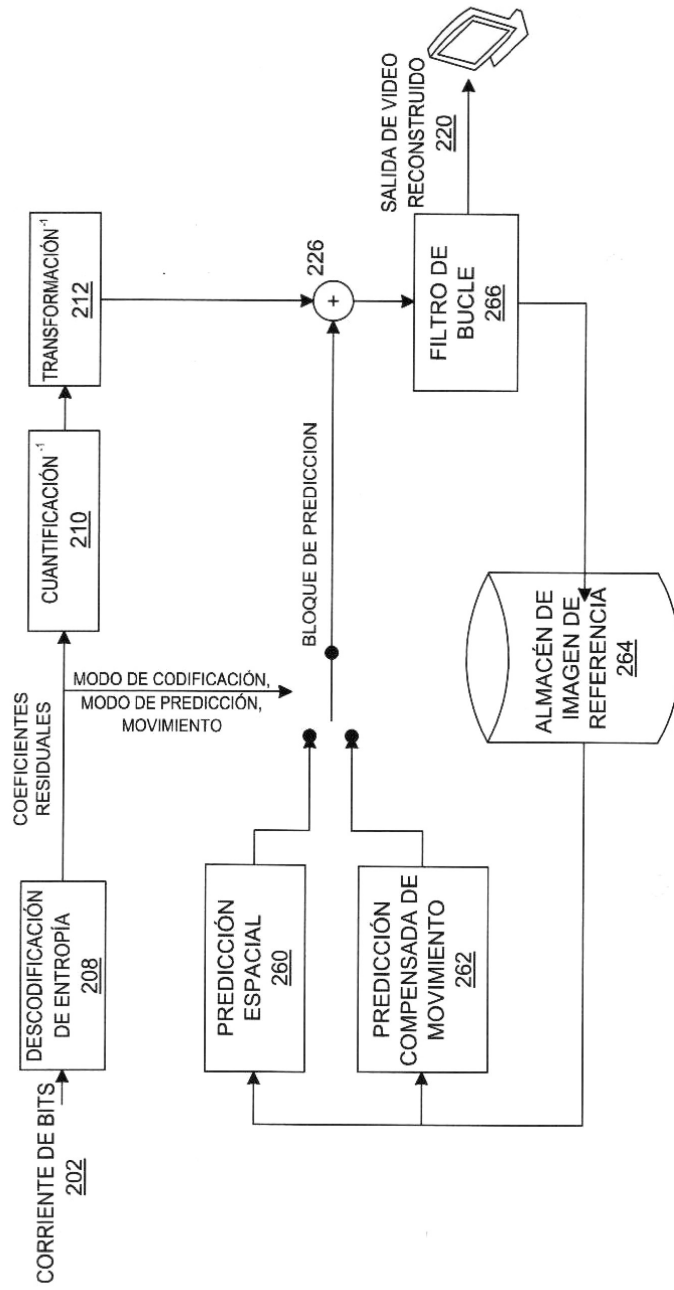 CORRIENTE DE BITS
202
DESCODIFICACIÓN
DE ENTROPÍA
208
COEFICIENTES
RESIDUALES
CUANTIFICACIÓN⁻¹
210
TRANSFORMACIÓN⁻¹
212
MODO DE CODIFICACIÓN,
MODO DE PREDICCIÓN,
MOVIMIENTO
PREDICCIÓN
ESPACIAL
260
PREDICCIÓN
COMPENSADA DE
MOVIMIENTO
262
BLOQUE DE PREDICCION
226
+
FILTRO DE
BUCLE
266
SALIDA DE VIDEO
RECONSTRUIDO
220
ALMACÉN DE
IMAGEN DE
REFERENCIA
264